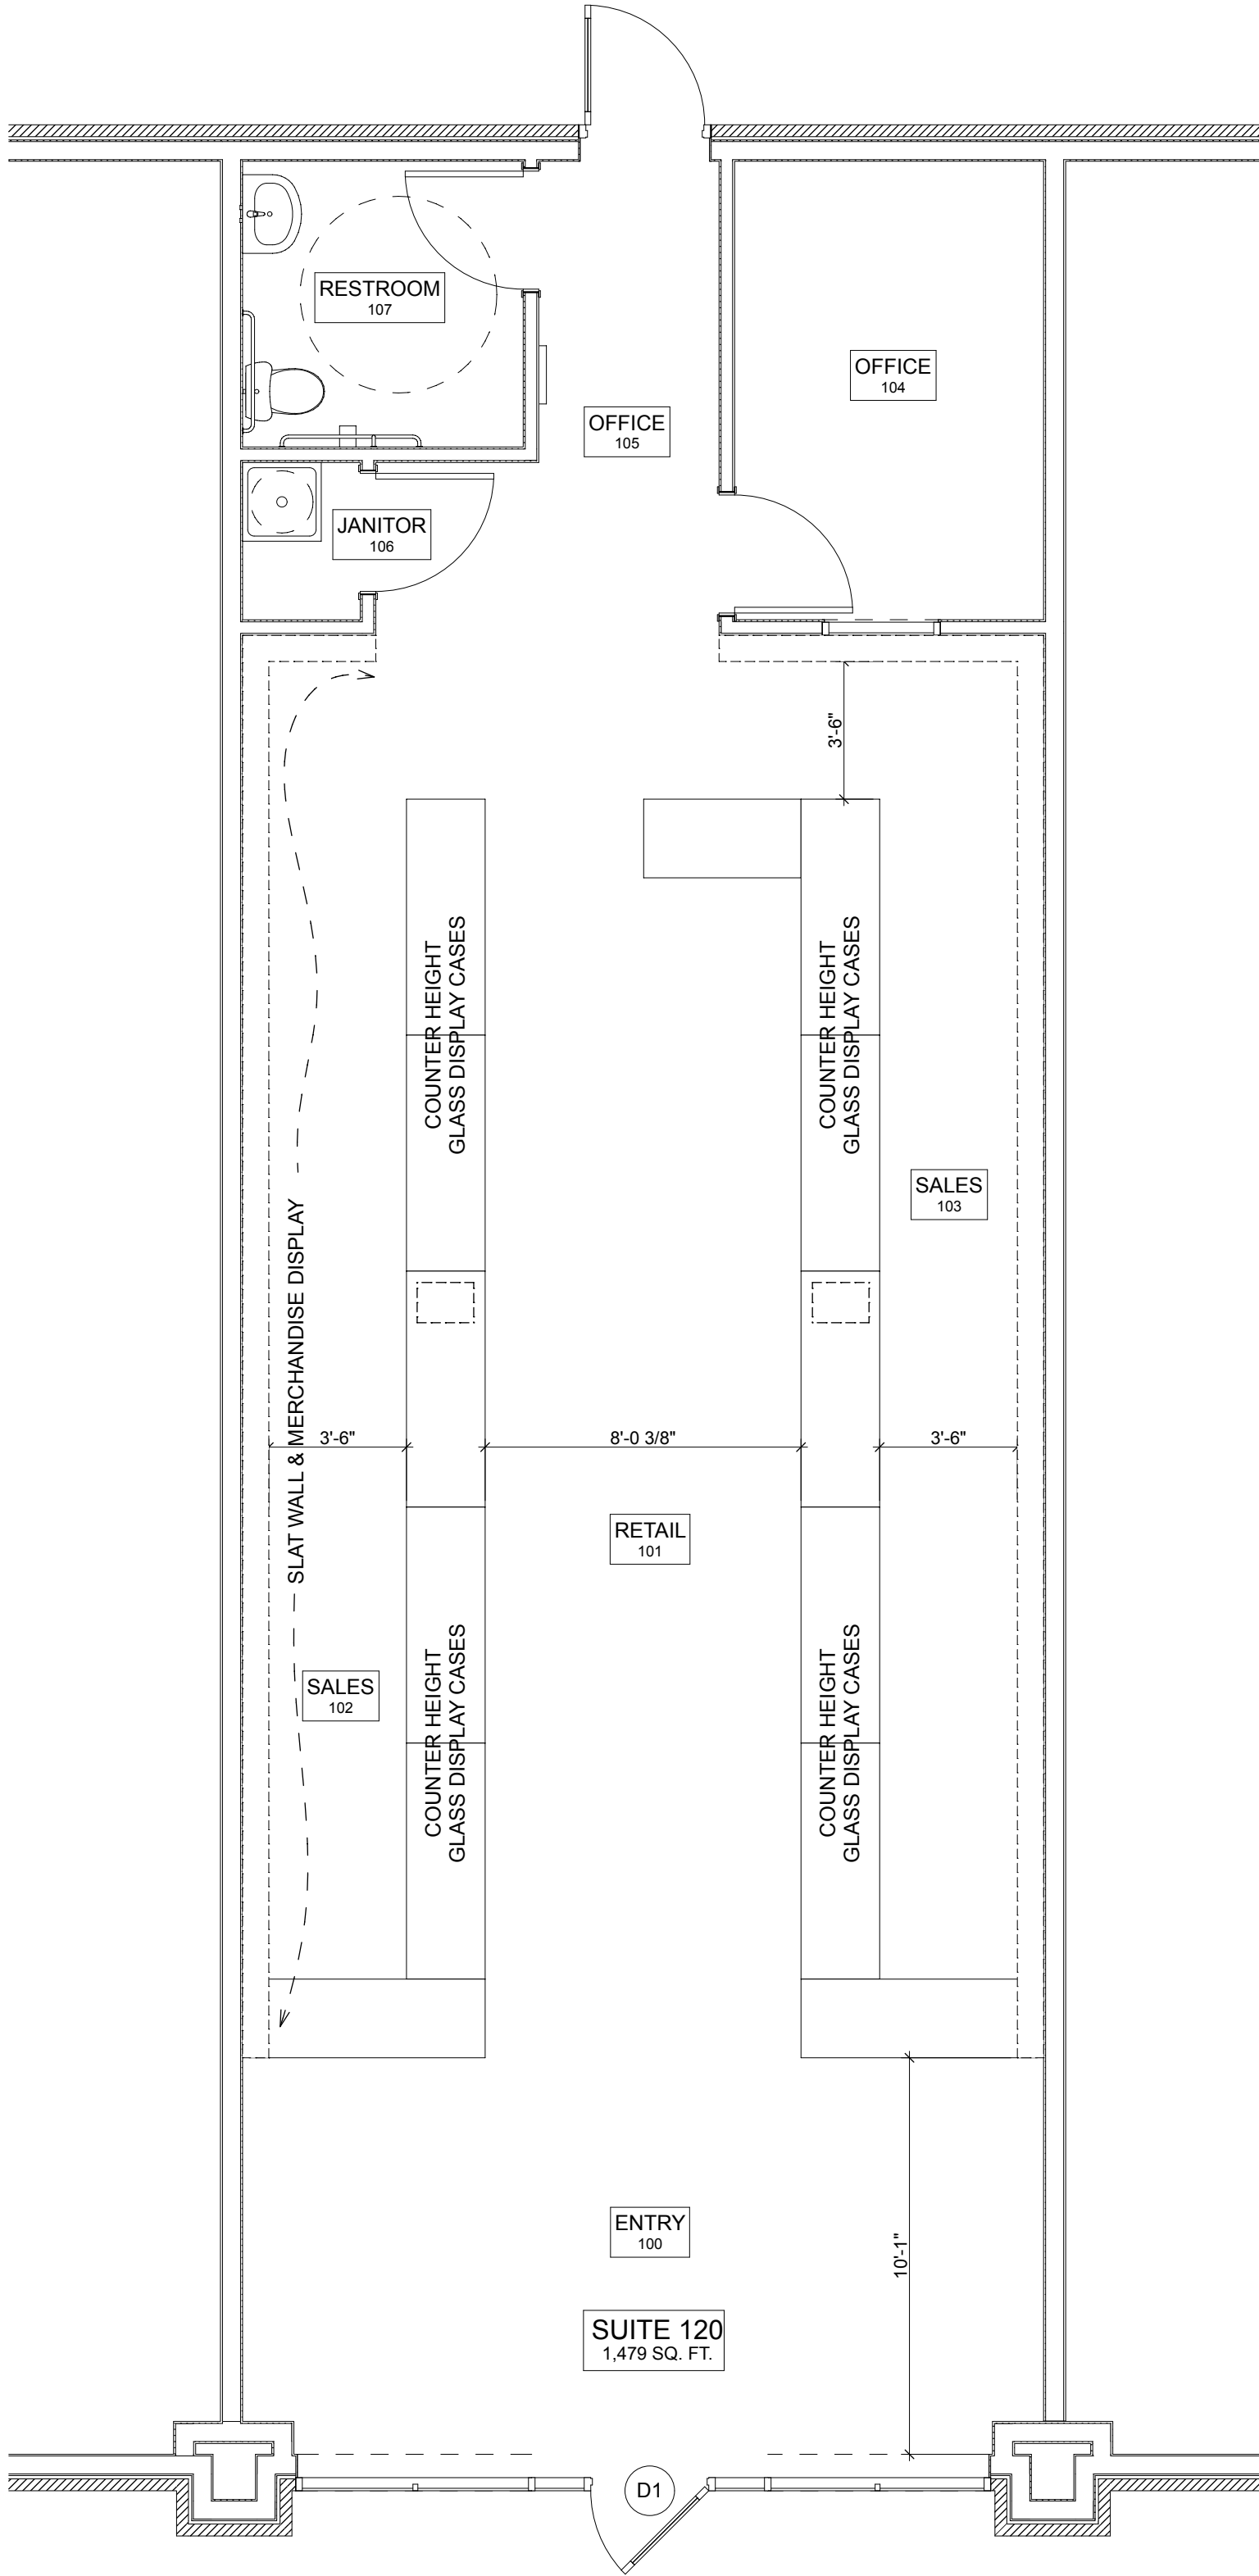 RESTROOM
107
OFFICE
104
OFFICE
105
JANITOR
106
3'-6"
COUNTER HEIGHT
GLASS DISPLAY CASES
COUNTER HEIGHT
GLASS DISPLAY CASES
SALES
103
SLAT WALL & MERCHANDISE DISPLAY
3'-6"
8'-0 3/8"
3'-6"
RETAIL
101
SALES
102
COUNTER HEIGHT
GLASS DISPLAY CASES
COUNTER HEIGHT
GLASS DISPLAY CASES
ENTRY
100
10'-1"
SUITE 120
1,479 SQ. FT.
D1